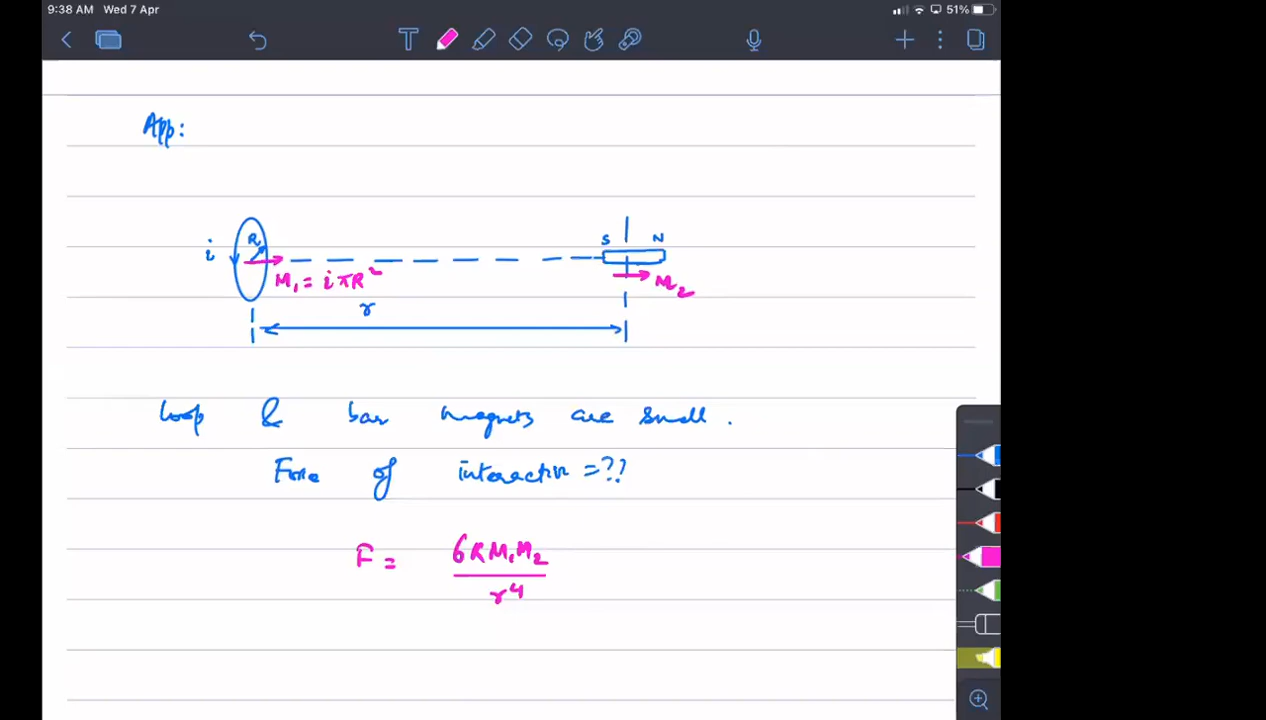 9:38 AM Wed 7 Apr
51%
T
App:
i
R
S N
M₁ = iπR²
M₂
r
loop & bar magnets are small.
Force of interaction =??
F = 6KM₁M₂
r⁴